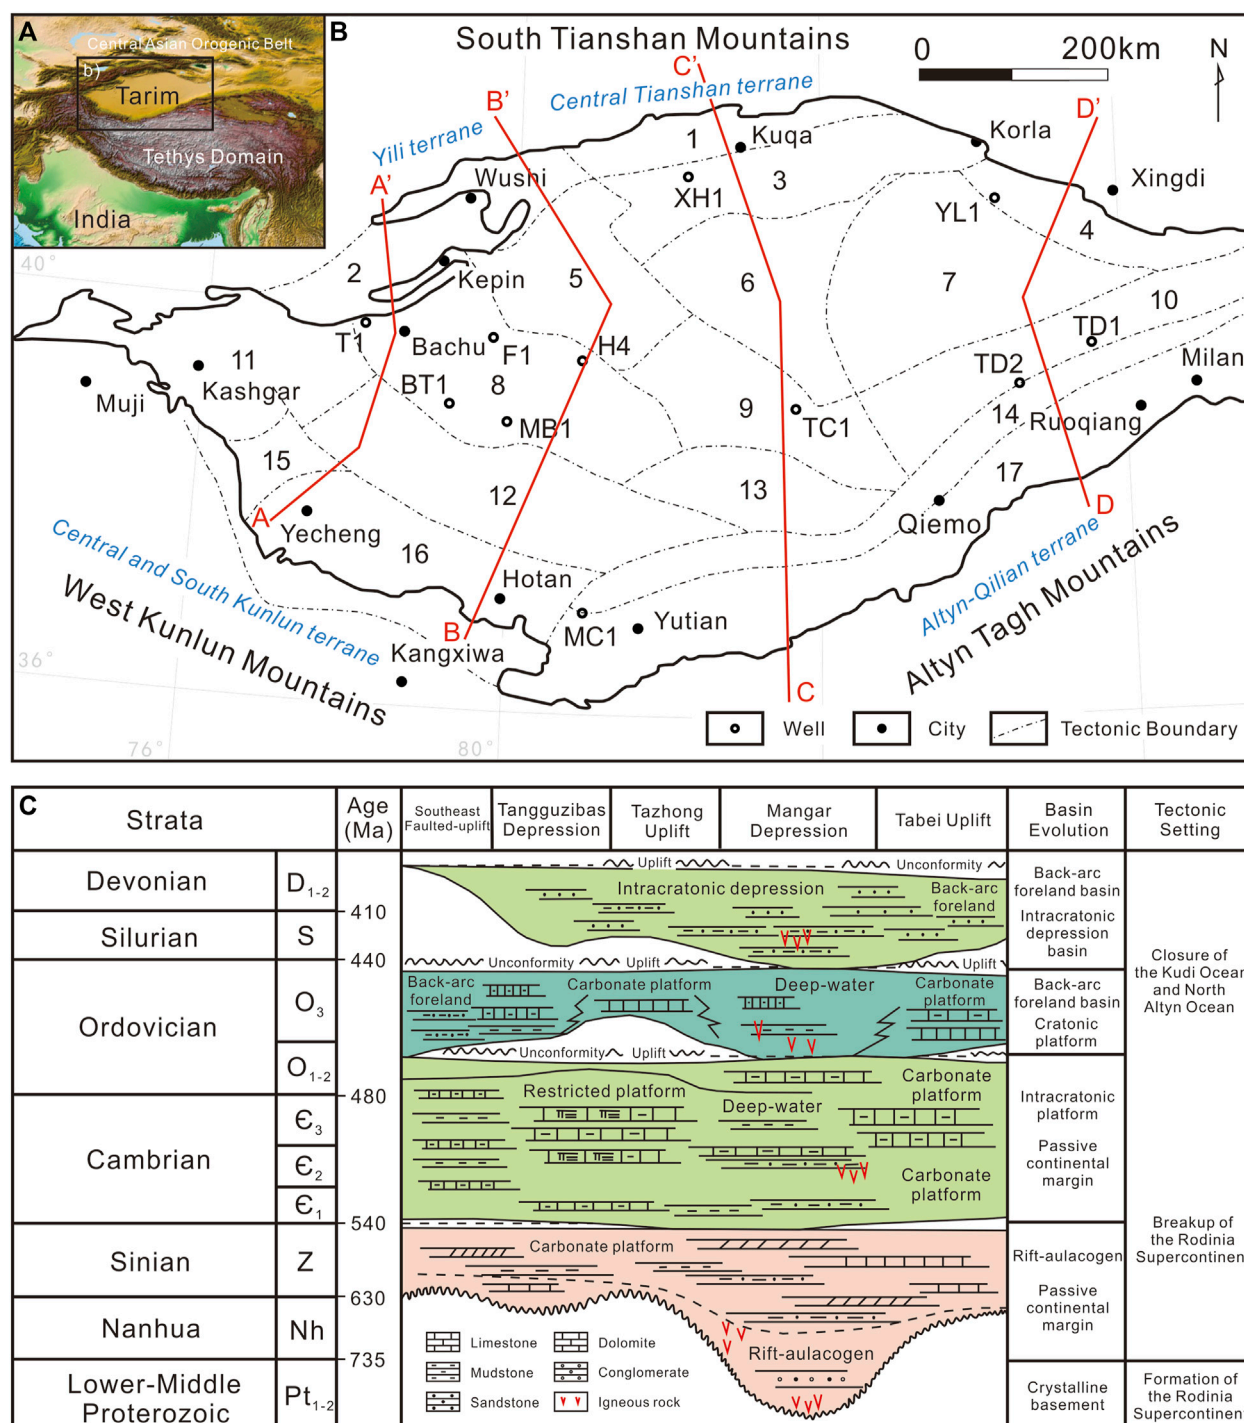 A
Central Asian Orogenic Belt
b)
Tarim
Tethys Domain
India
B
South Tianshan Mountains
0 200km
N
Central Tianshan terrane
Yili terrane
A'
B'
C'
D'
1
Kuqa
Korla
Xingdi
Wushi
XH1
3
YL1
4
40°
2
Kepin
5
6
7
10
T1
Bachu
F1
H4
TD1
Milan
11
Kashgar
Muji
BT1
8
MB1
9
TC1
TD2
14
Ruoqiang
15
12
13
17
A
Yecheng
Qiemo
D
16
Hotan
Central and South Kunlun terrane
West Kunlun Mountains
B
Kangxiwa
MC1
Yutian
Altyn-Qilian terrane
Altyn Tagh Mountains
36°
C
76°
80°
Well
City
Tectonic Boundary
C
Strata
Age
(Ma)
Southeast
Faulted-uplift
Tangguzibas
Depression
Tazhong
Uplift
Mangar
Depression
Tabei Uplift
Basin
Evolution
Tectonic
Setting
Devonian
D1-2
Silurian
S
Ordovician
O3
O1-2
Cambrian
Є3
Є2
Є1
Sinian
Z
Nanhua
Nh
Lower-Middle
Proterozoic
Pt1-2
410
440
480
540
630
735
Uplift
Unconformity
Intracratonic depression
Back-arc
foreland
Unconformity
Uplift
Uplift
Back-arc
foreland
Carbonate platform
Deep-water
Carbonate
platform
Unconformity
Uplift
Restricted platform
Deep-water
Carbonate
platform
Carbonate
platform
Carbonate platform
Rift-aulacogen
Limestone
Dolomite
Mudstone
Conglomerate
Sandstone
Igneous rock
Back-arc
foreland basin
Intracratonic
depression
basin
Back-arc
foreland basin
Cratonic
platform
Intracratonic
platform
Passive
continental
margin
Rift-aulacogen
Passive
continental
margin
Crystalline
basement
Closure of
the Kudi Ocean
and North
Altyn Ocean
Breakup of
the Rodinia
Supercontinent
Formation of
the Rodinia
Supercontinent